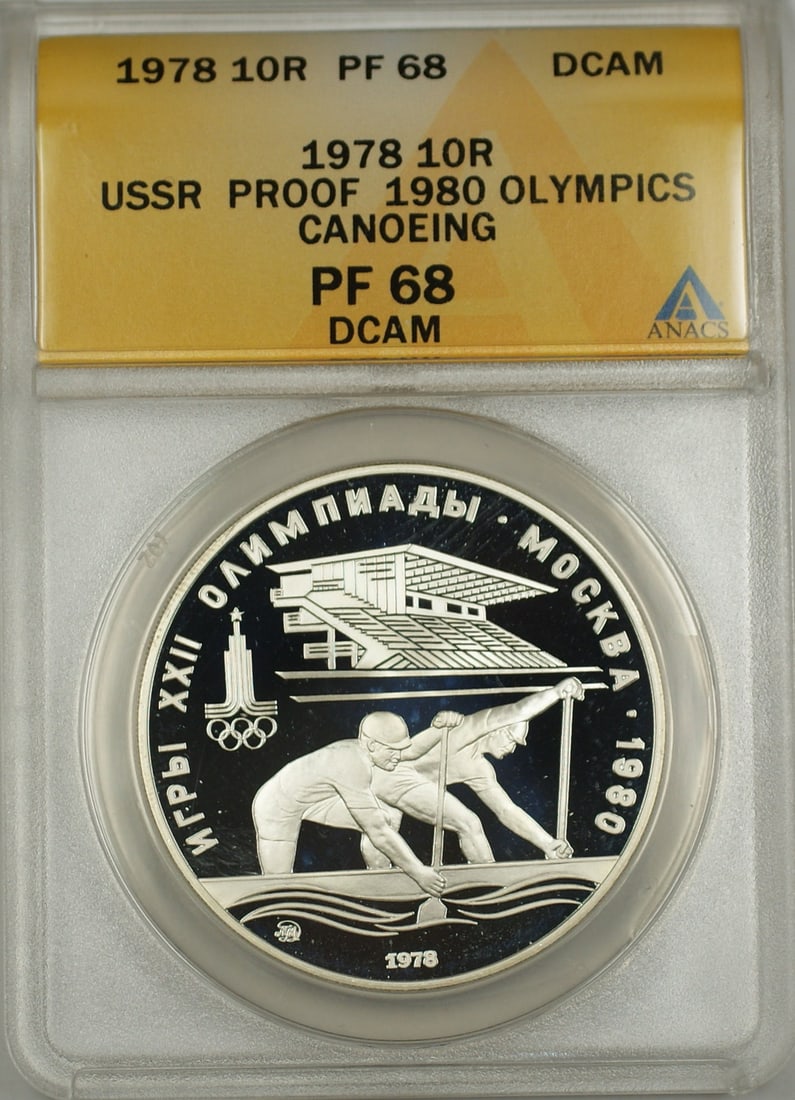 1978 10R PF 68 DCAM
1978 10R
USSR PROOF 1980 OLYMPICS
CANOEING
PF 68
DCAM
ANACS
ИГРЫ XXII ОЛИМПИАДЫ · МОСКВА · 1980
1978